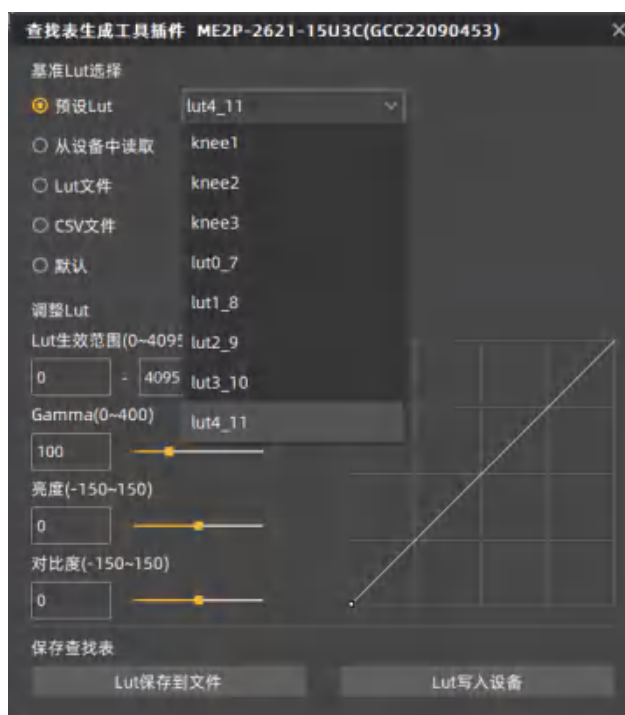 查找表生成工具插件 ME2P-2621-15U3C(GCC22090453)
基准Lut选择
预设Lut
lut4_11
从设备中读取
knee1
Lut文件
knee2
CSV文件
knee3
默认
lut0_7
调整Lut
lut1_8
Lut生效范围(0~4095
lut2_9
0 - 4095
lut3_10
Gamma(0~400)
lut4_11
100
亮度(-150~150)
0
对比度(-150~150)
0
保存查找表
Lut保存到文件
Lut写入设备